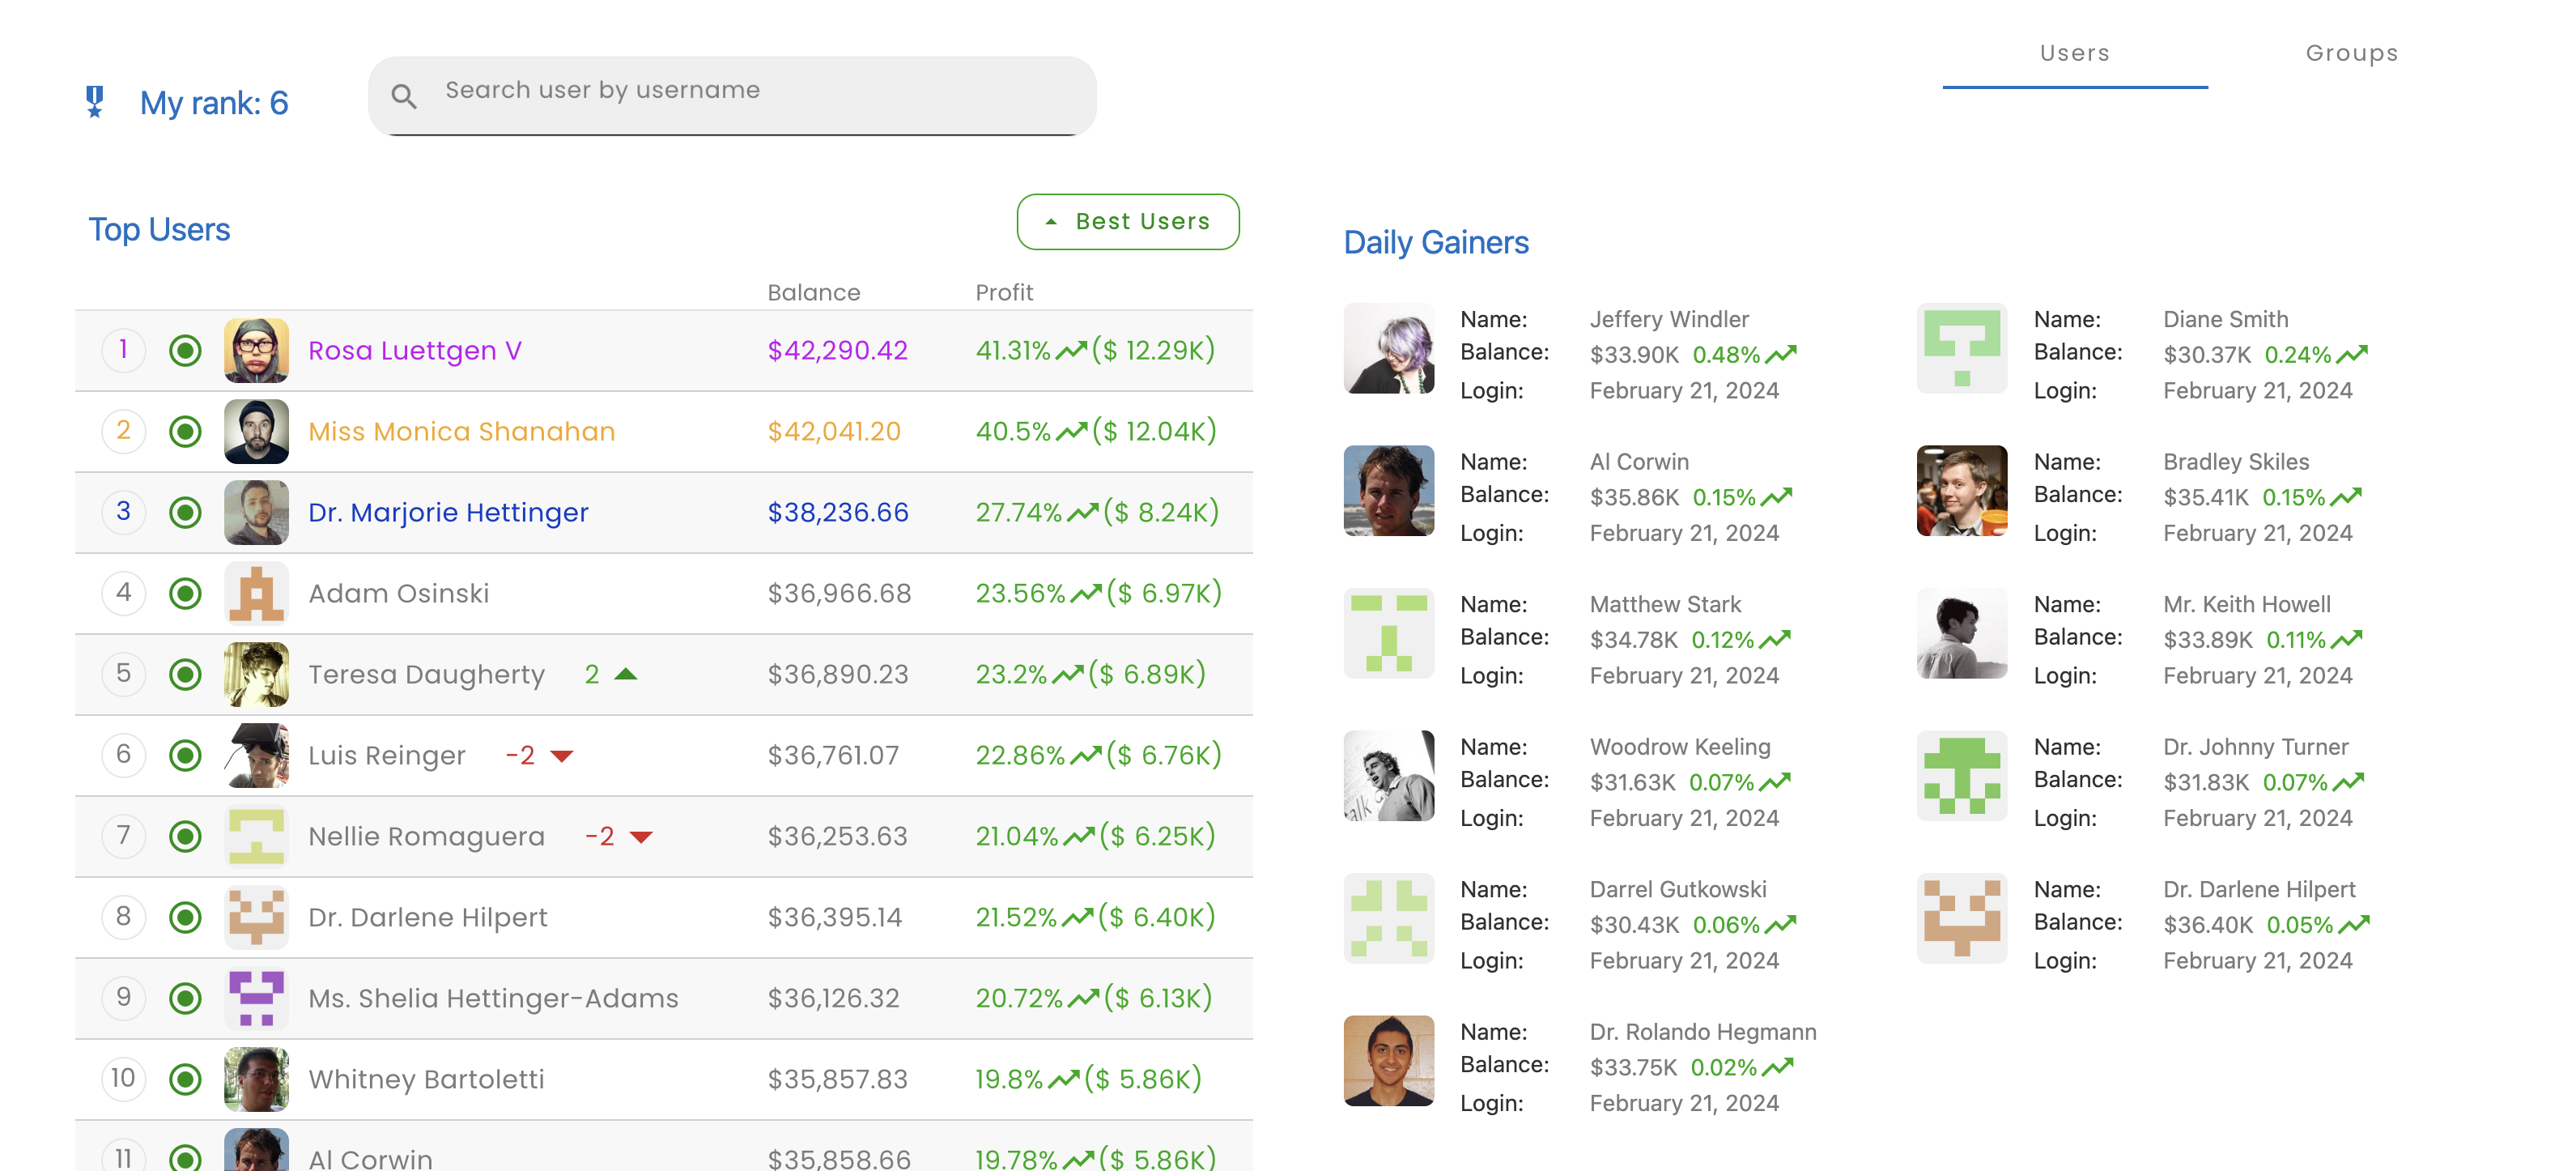 Users Groups
My rank: 6
Search user by username
Top Users
Best Users
Balance Profit
1 Rosa Luettgen V $42,290.42 41.31% ($ 12.29K)
2 Miss Monica Shanahan $42,041.20 40.5% ($ 12.04K)
3 Dr. Marjorie Hettinger $38,236.66 27.74% ($ 8.24K)
4 Adam Osinski $36,966.68 23.56% ($ 6.97K)
5 Teresa Daugherty 2 $36,890.23 23.2% ($ 6.89K)
6 Luis Reinger -2 $36,761.07 22.86% ($ 6.76K)
7 Nellie Romaguera -2 $36,253.63 21.04% ($ 6.25K)
8 Dr. Darlene Hilpert $36,395.14 21.52% ($ 6.40K)
9 Ms. Shelia Hettinger-Adams $36,126.32 20.72% ($ 6.13K)
10 Whitney Bartoletti $35,857.83 19.8% ($ 5.86K)
11 Al Corwin $35,858.66 19.78% ($ 5.86K)
Daily Gainers
Name: Jeffery Windler
Balance: $33.90K 0.48%
Login: February 21, 2024
Name: Diane Smith
Balance: $30.37K 0.24%
Login: February 21, 2024
Name: Al Corwin
Balance: $35.86K 0.15%
Login: February 21, 2024
Name: Bradley Skiles
Balance: $35.41K 0.15%
Login: February 21, 2024
Name: Matthew Stark
Balance: $34.78K 0.12%
Login: February 21, 2024
Name: Mr. Keith Howell
Balance: $33.89K 0.11%
Login: February 21, 2024
Name: Woodrow Keeling
Balance: $31.63K 0.07%
Login: February 21, 2024
Name: Dr. Johnny Turner
Balance: $31.83K 0.07%
Login: February 21, 2024
Name: Darrel Gutkowski
Balance: $30.43K 0.06%
Login: February 21, 2024
Name: Dr. Darlene Hilpert
Balance: $36.40K 0.05%
Login: February 21, 2024
Name: Dr. Rolando Hegmann
Balance: $33.75K 0.02%
Login: February 21, 2024